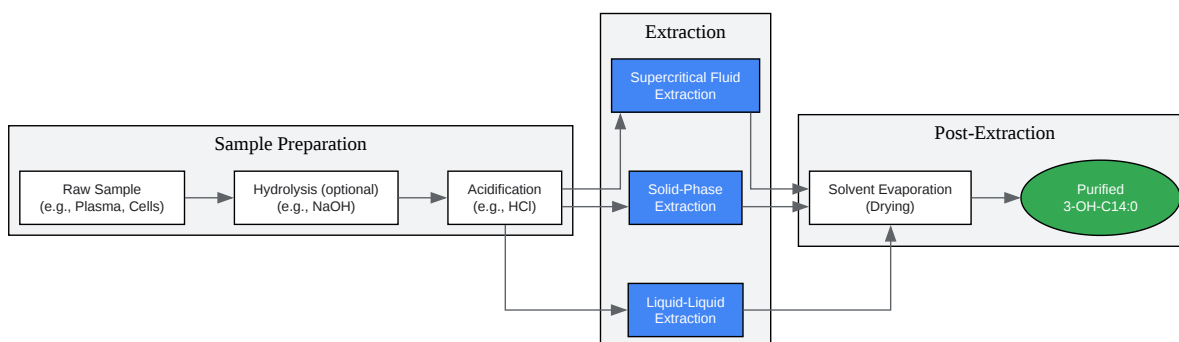 Sample Preparation
Raw Sample
(e.g., Plasma, Cells)
Hydrolysis (optional)
(e.g., NaOH)
Acidification
(e.g., HCl)
Extraction
Supercritical Fluid
Extraction
Solid-Phase
Extraction
Liquid-Liquid
Extraction
Post-Extraction
Solvent Evaporation
(Drying)
Purified
3-OH-C14:0